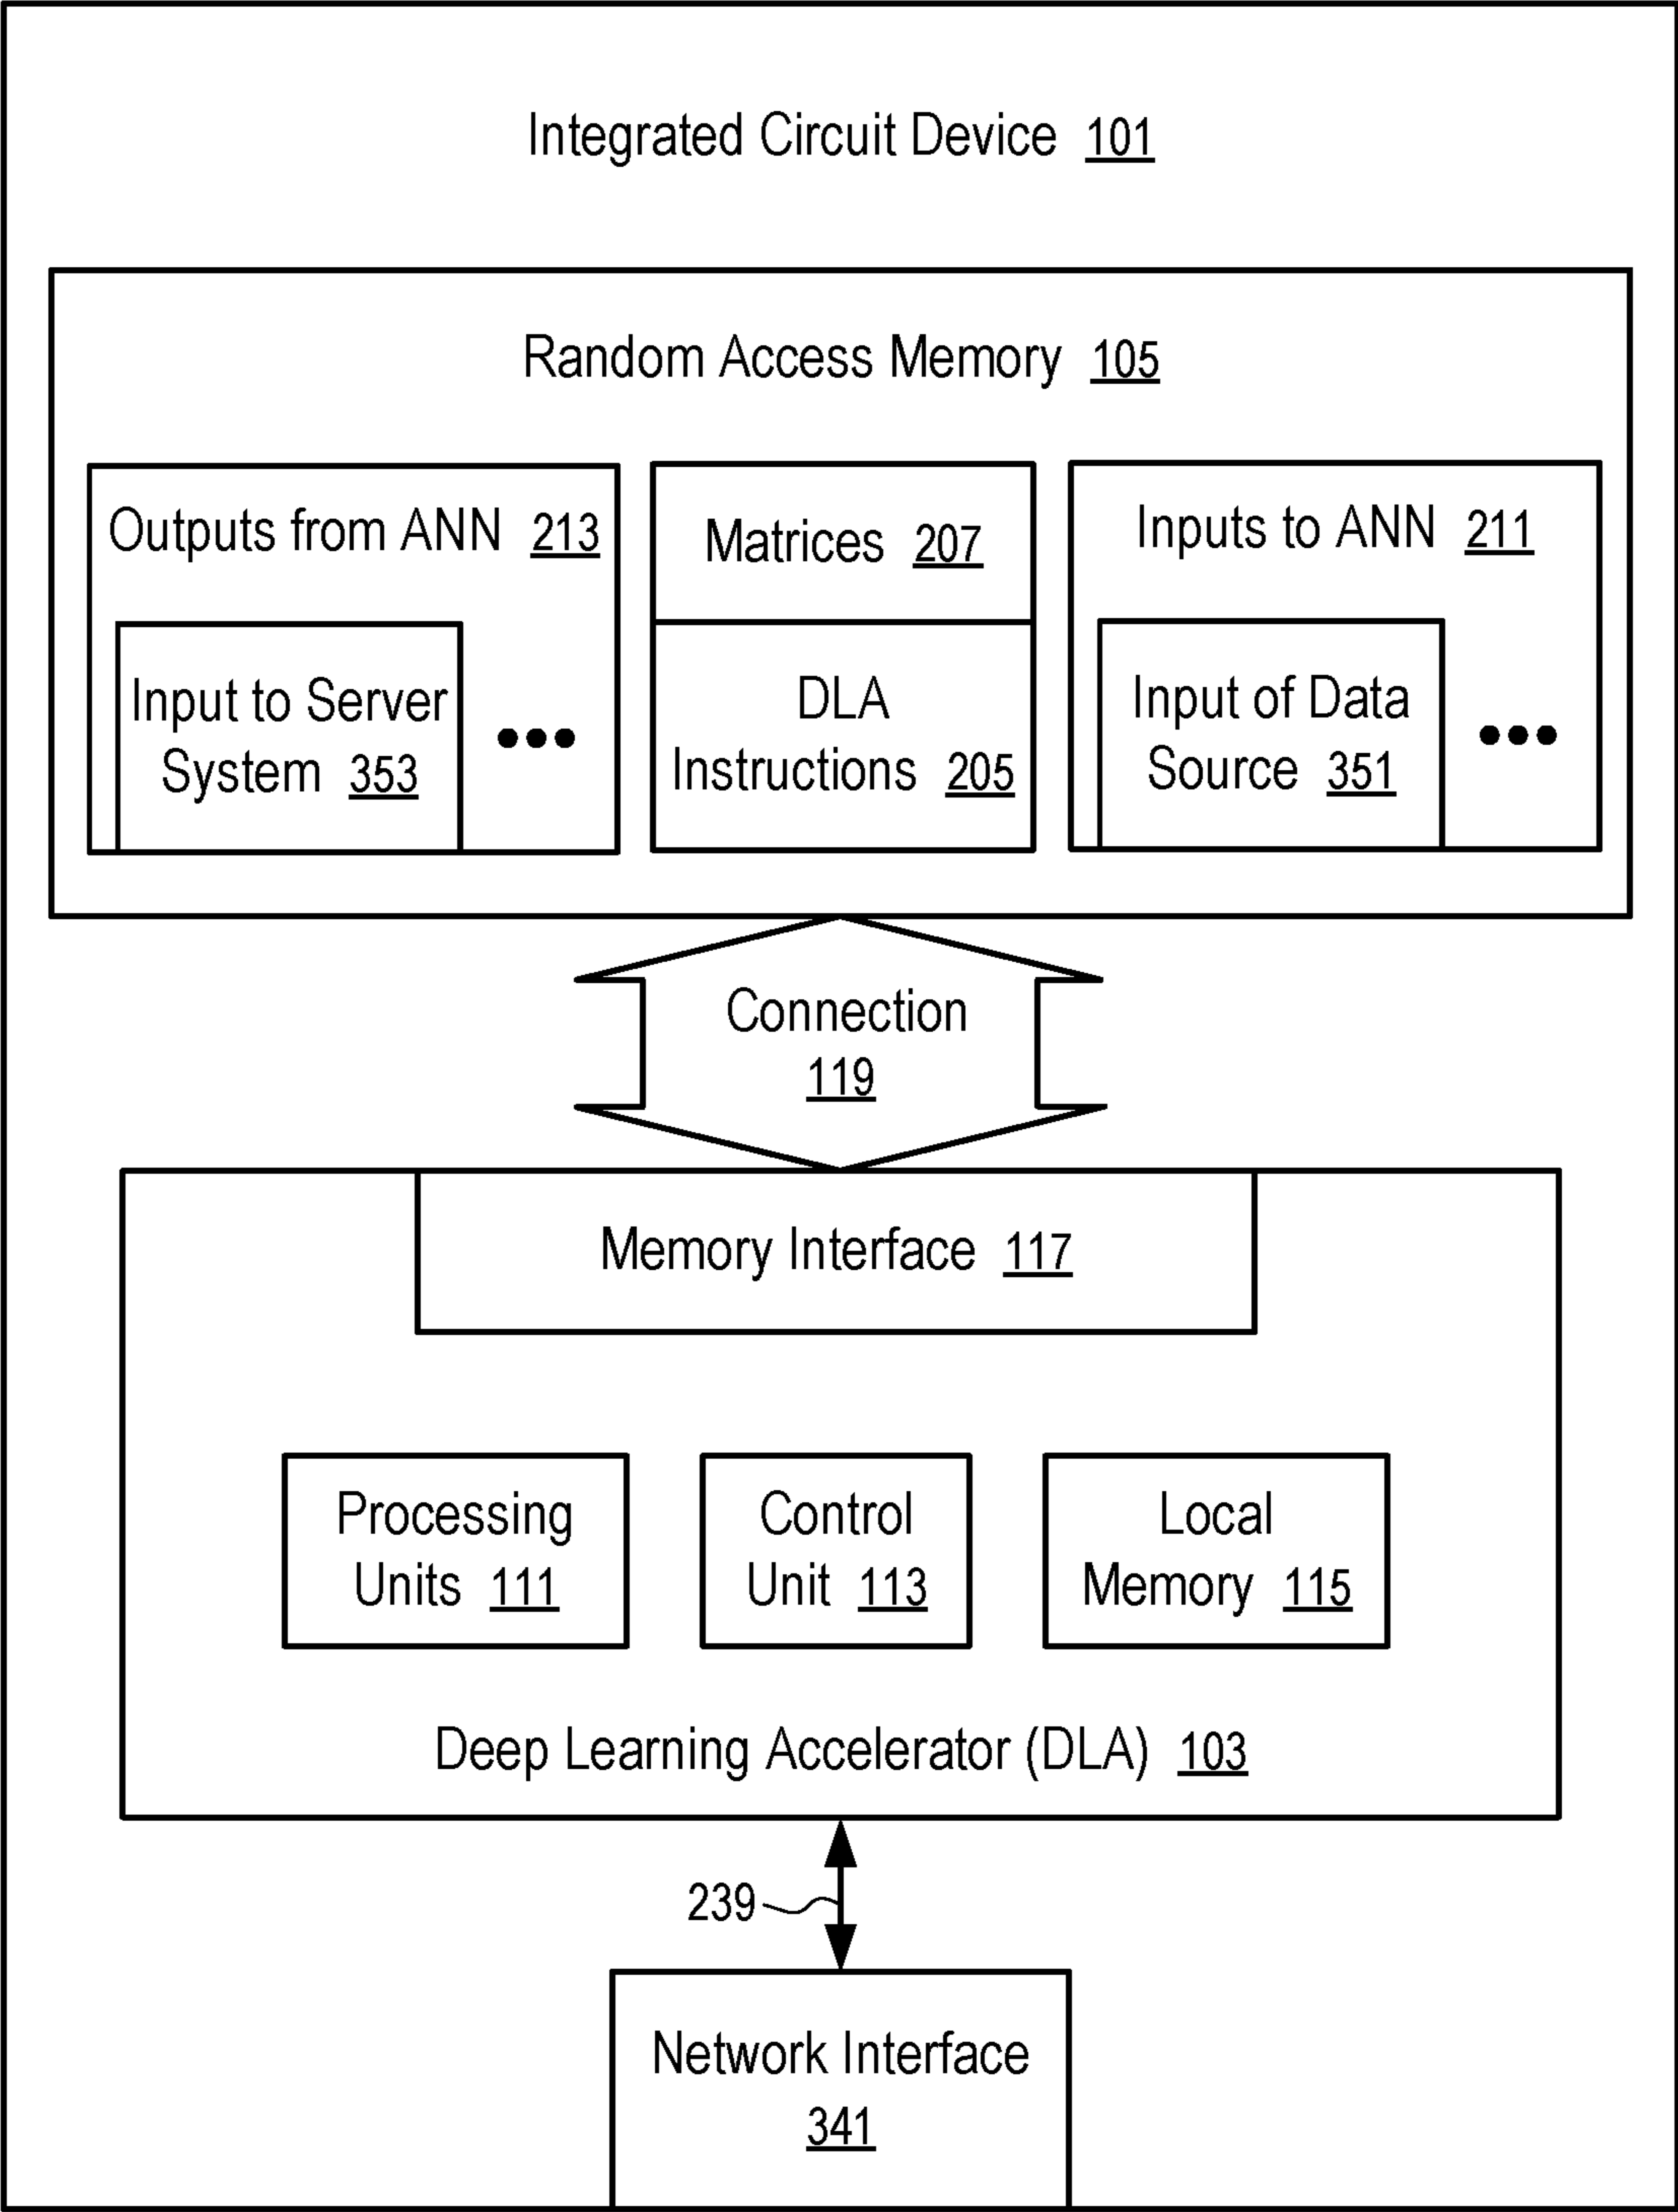 Integrated Circuit Device 101
Random Access Memory 105
Outputs from ANN 213
Input to Server
System 353
Matrices 207
DLA
Instructions 205
Inputs to ANN 211
Input of Data
Source 351
Connection
119
Memory Interface 117
Processing
Units 111
Control
Unit 113
Local
Memory 115
Deep Learning Accelerator (DLA) 103
239
Network Interface
341